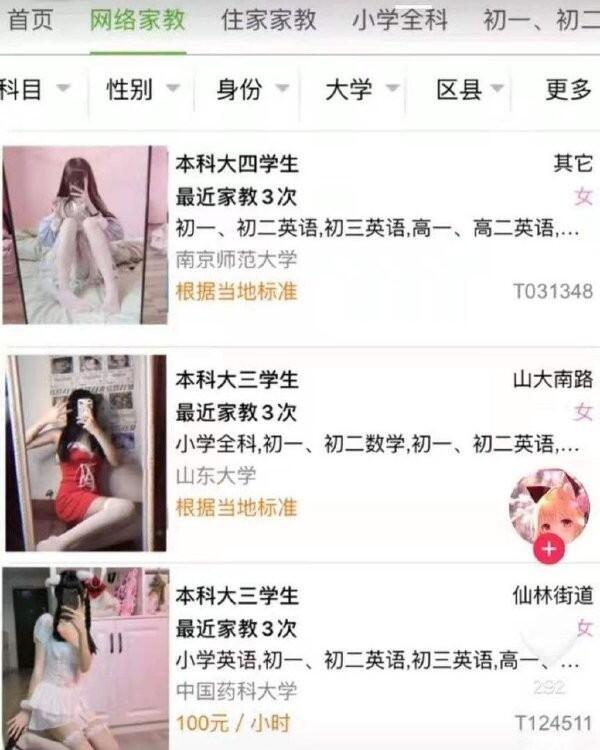 首页 网络家教 住家家教 小学全科 初一、初二
科目 性别 身份 大学 区县 更多
本科大四学生 其它
最近家教3次 女
初一、初二英语,初三英语,高一、高二英语,...
南京师范大学
根据当地标准 T031348
本科大三学生 山大南路
最近家教3次 女
小学全科,初一、初二数学,初一、初二英语,...
山东大学
根据当地标准
本科大三学生 仙林街道
最近家教3次 女
小学英语,初一、初二英语,初三英语,高一、...
中国药科大学 292
100元 / 小时 T124511